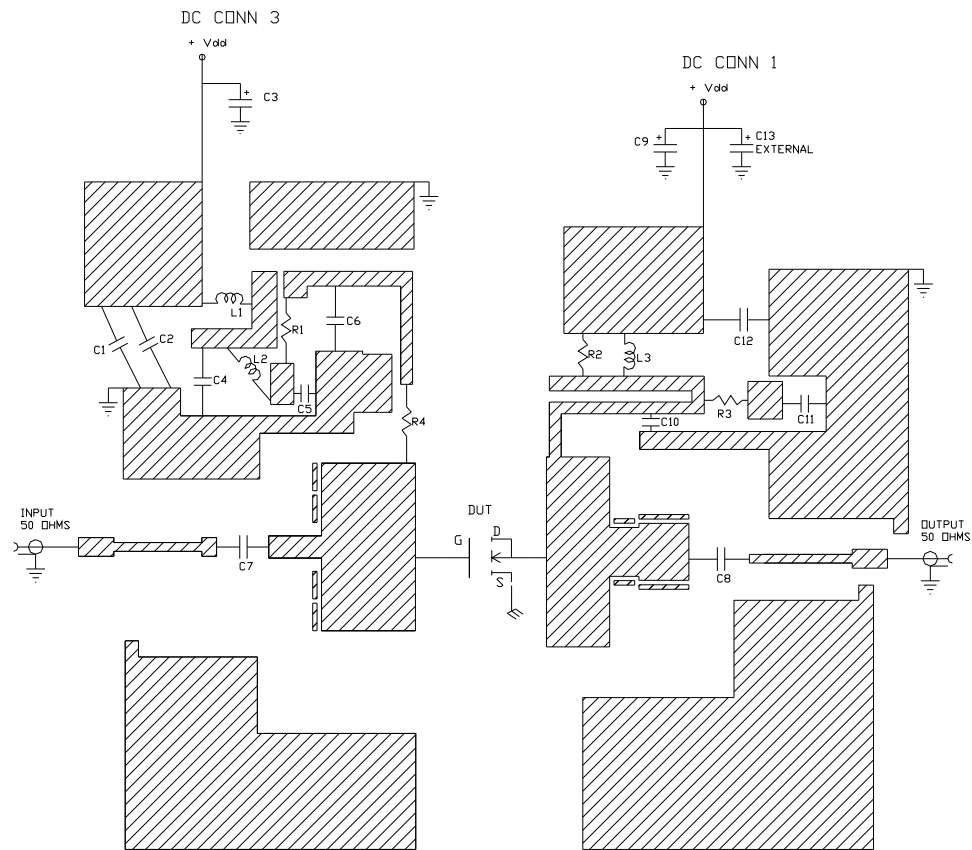 DC CONN 3
+ Vdd
+ C3
DC CONN 1
+ Vdd
C9 +
+ C13
EXTERNAL
L1
C1
C2
R1
C6
L2
C4
C5
R4
C12
R2
L3
R3
C11
C10
INPUT
50 OHMS
C7
DUT
G
D
S
C8
OUTPUT
50 OHMS